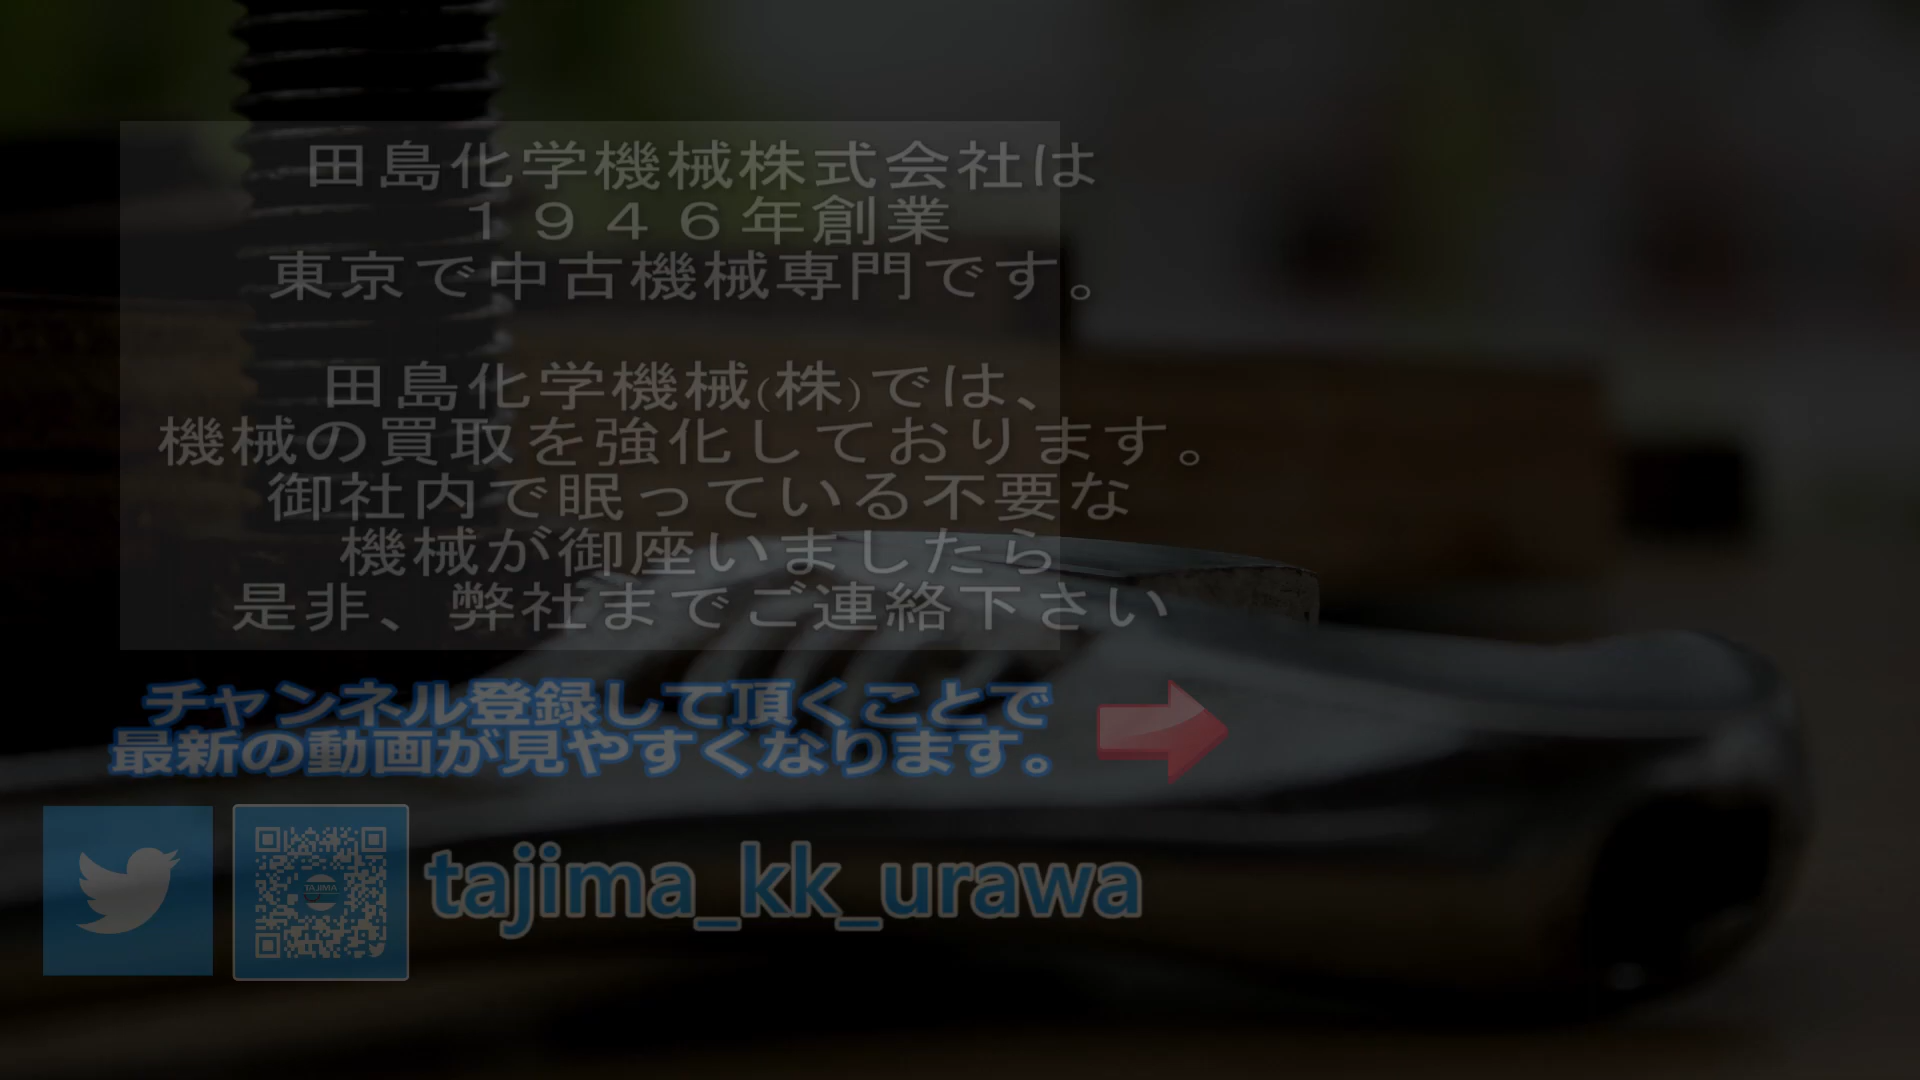 田島化学機械株式会社は
１９４６年創業
東京で中古機械専門です。
田島化学機械(株)では、
機械の買取を強化しております。
御社内で眠っている不要な
機械が御座いましたら
是非、弊社までご連絡下さい
チャンネル登録して頂くことで
最新の動画が見やすくなります。
TAJIMA
tajima_kk_urawa